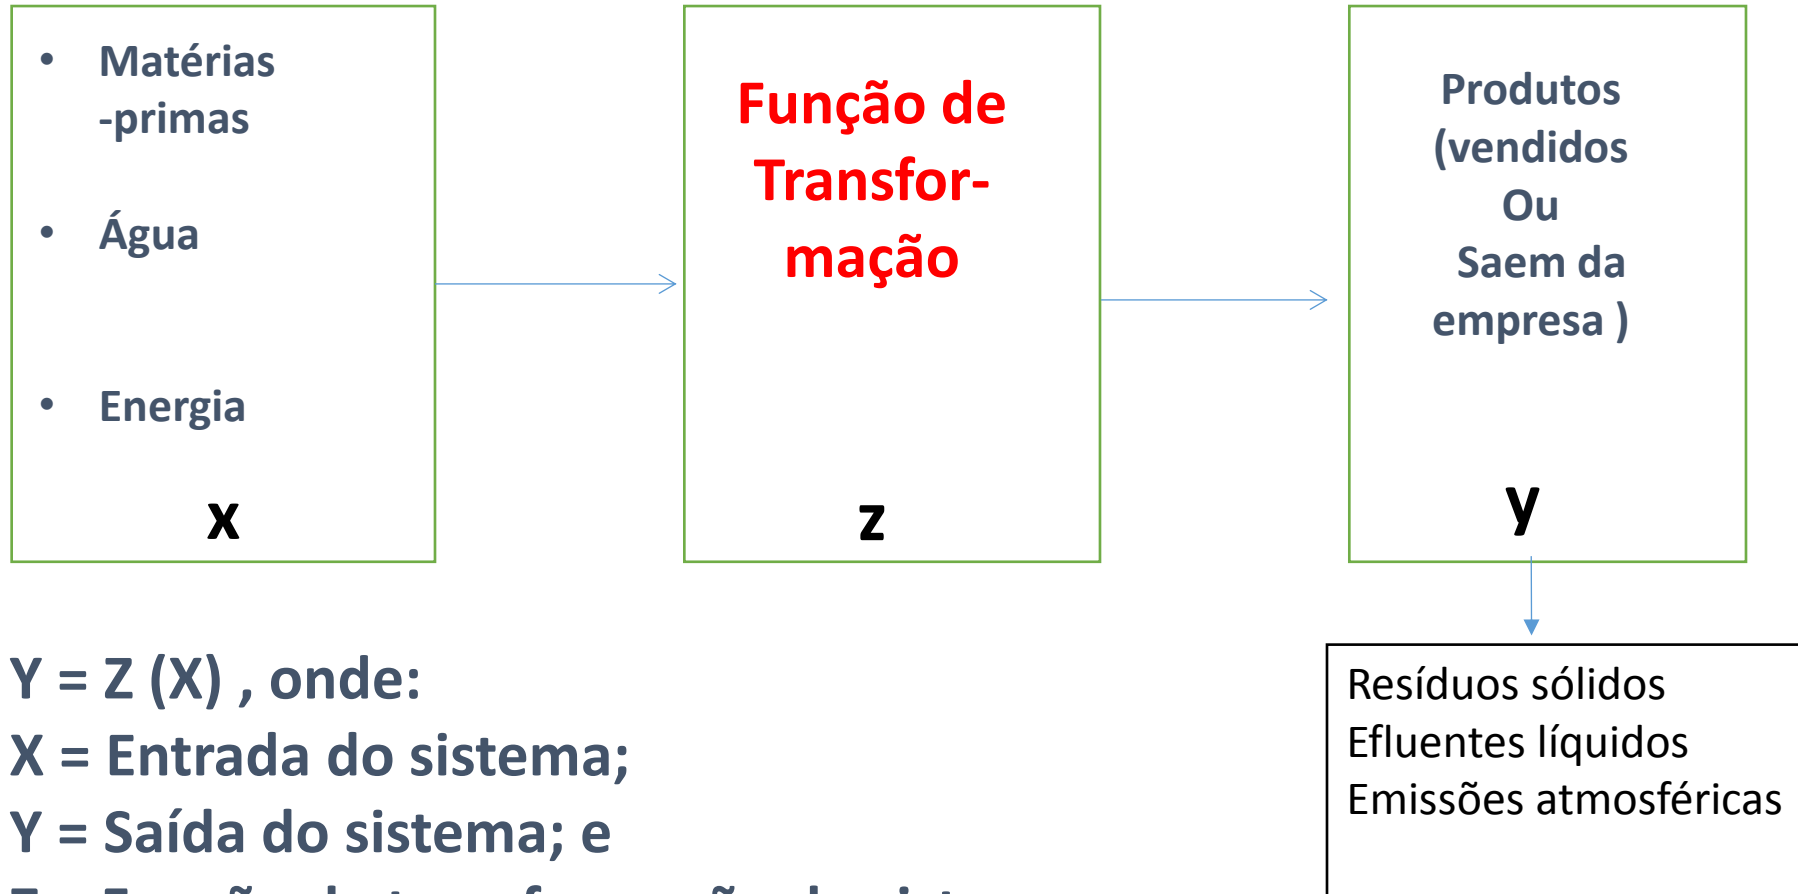 • Matérias
-primas
• Água
• Energia
x
Função de
Transfor-
mação
z
Produtos
(vendidos
Ou
Saem da
empresa )
y
Y = Z (X) , onde:
X = Entrada do sistema;
Y = Saída do sistema; e
Resíduos sólidos
Efluentes líquidos
Emissões atmosféricas